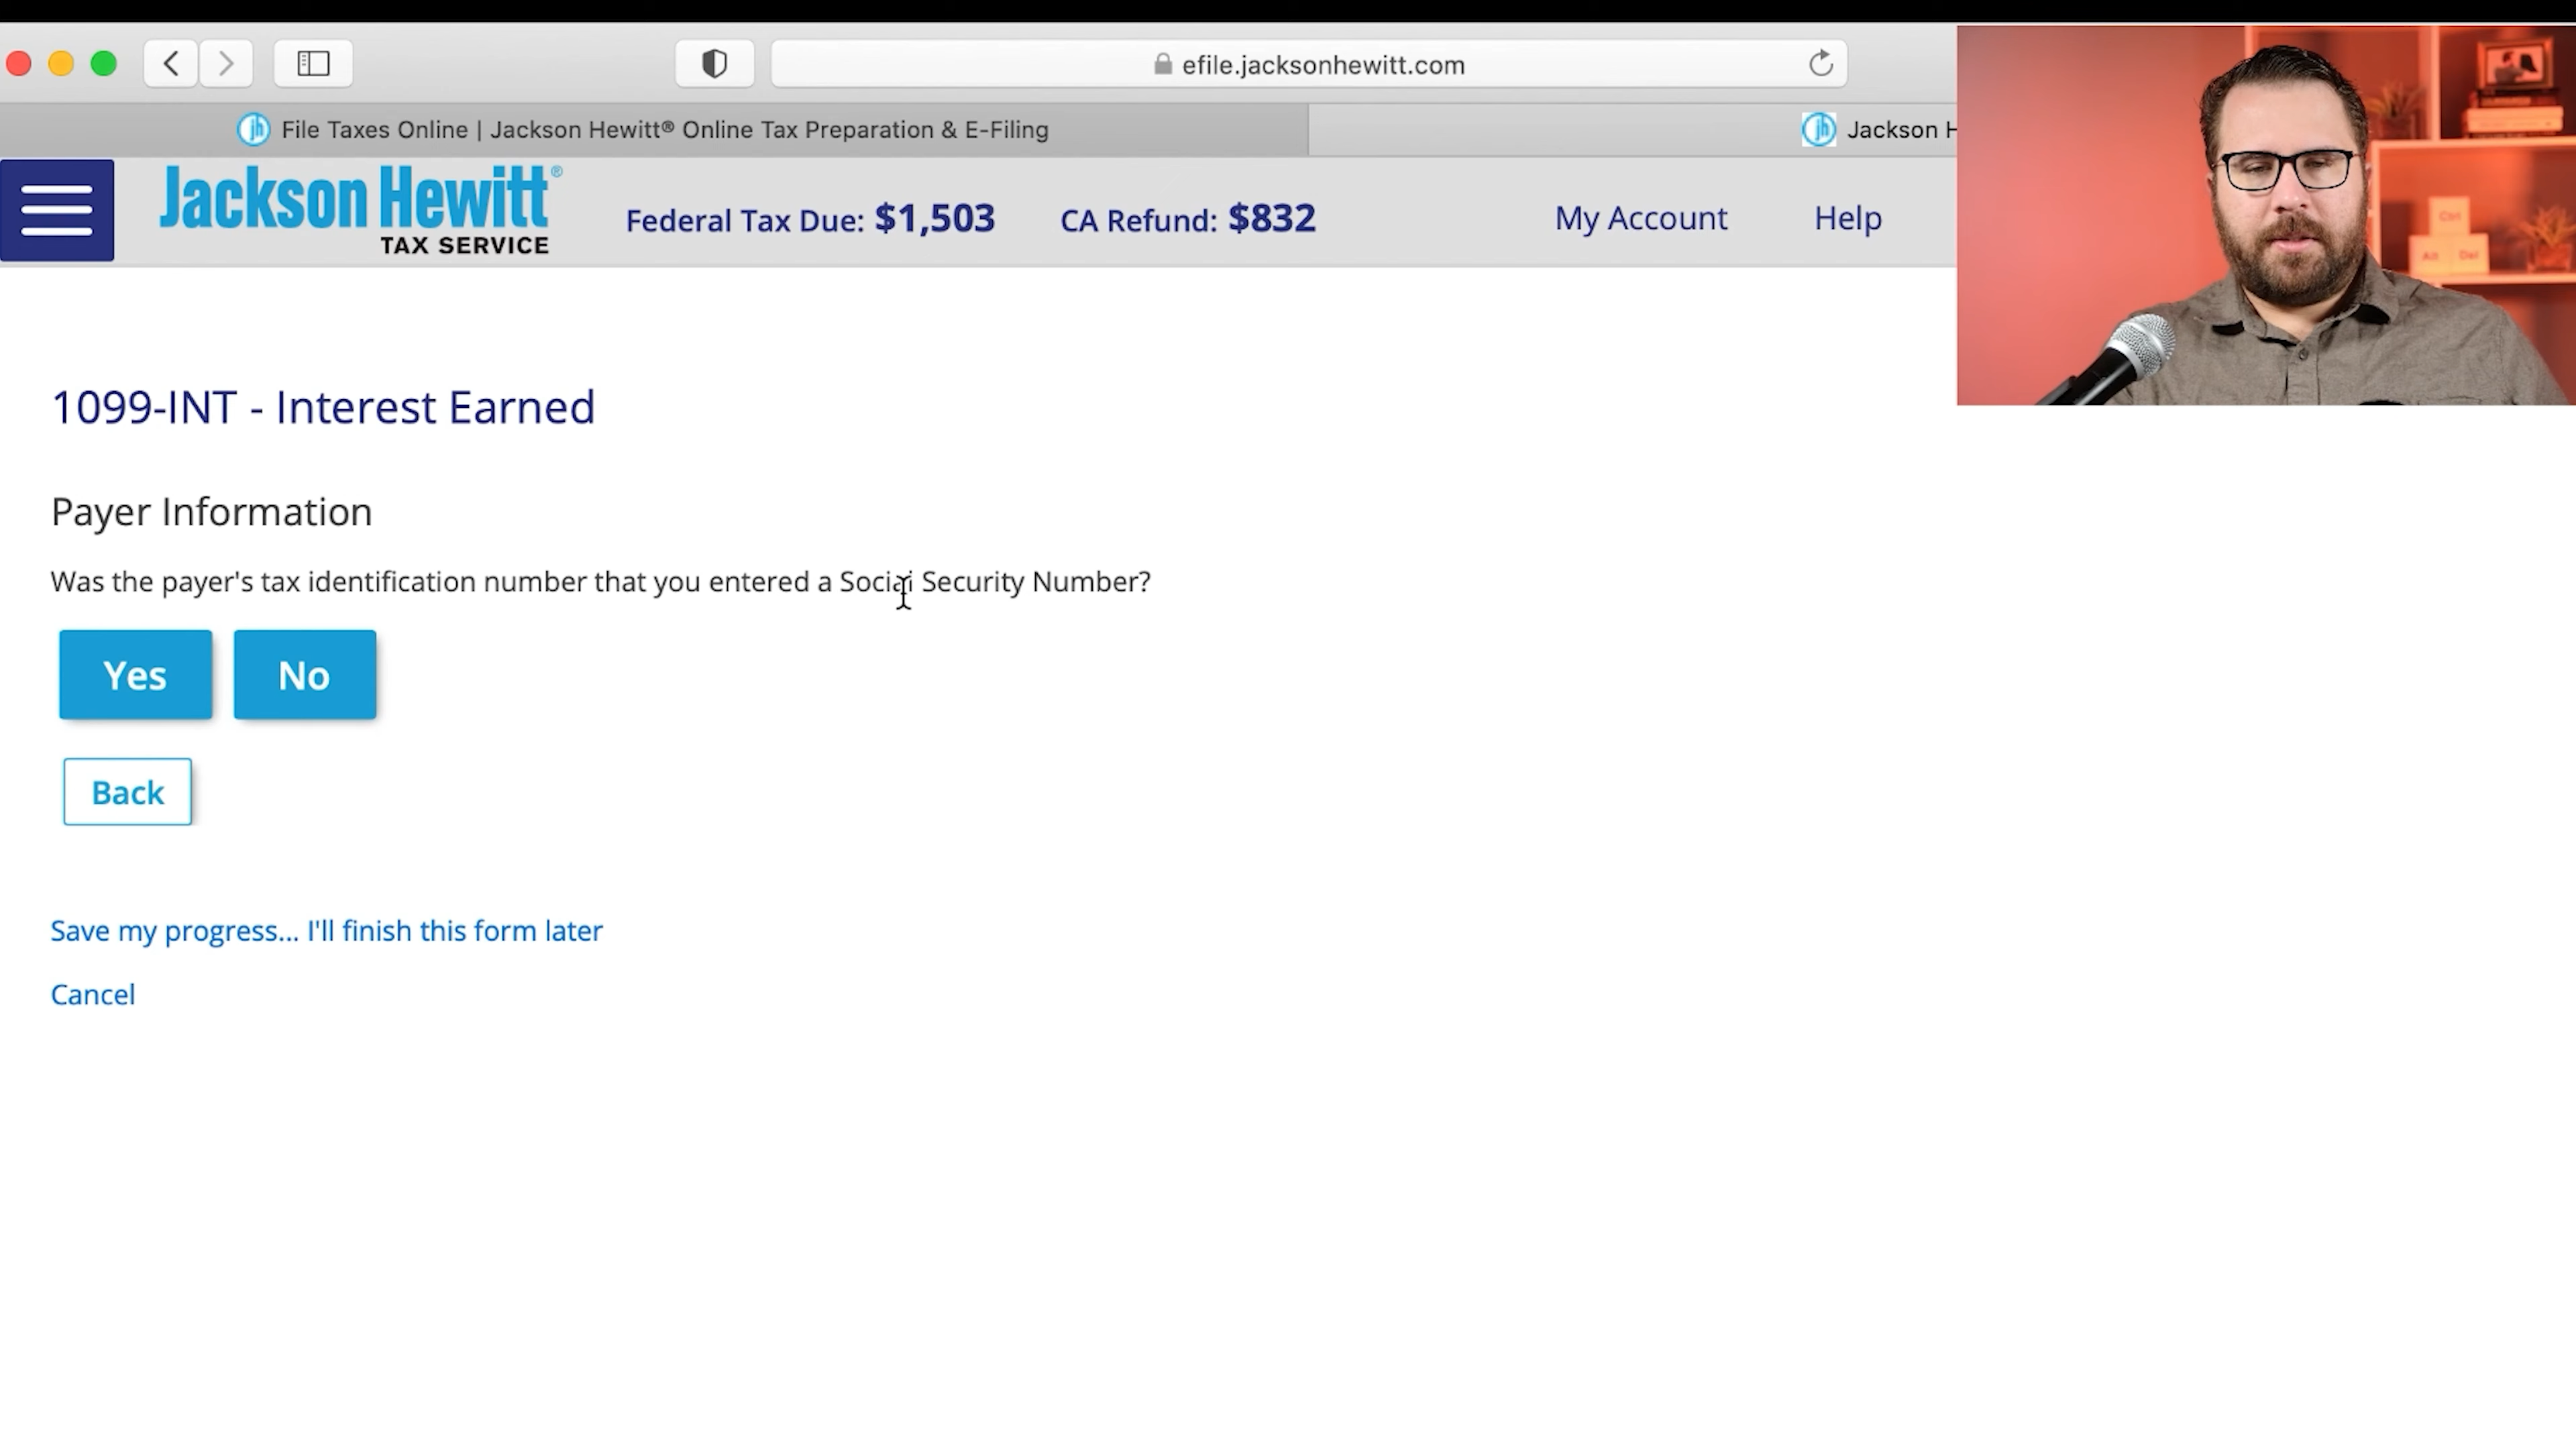 efile.jacksonhewitt.com
File Taxes Online | Jackson Hewitt® Online Tax Preparation & E-Filing
Jackson H
Jackson Hewitt®
TAX SERVICE
Federal Tax Due: $1,503
CA Refund: $832
My Account
Help
Ctrl
Alt
Del
1099-INT - Interest Earned
Payer Information
Was the payer's tax identification number that you entered a Social Security Number?
Yes
No
Back
Save my progress... I'll finish this form later
Cancel